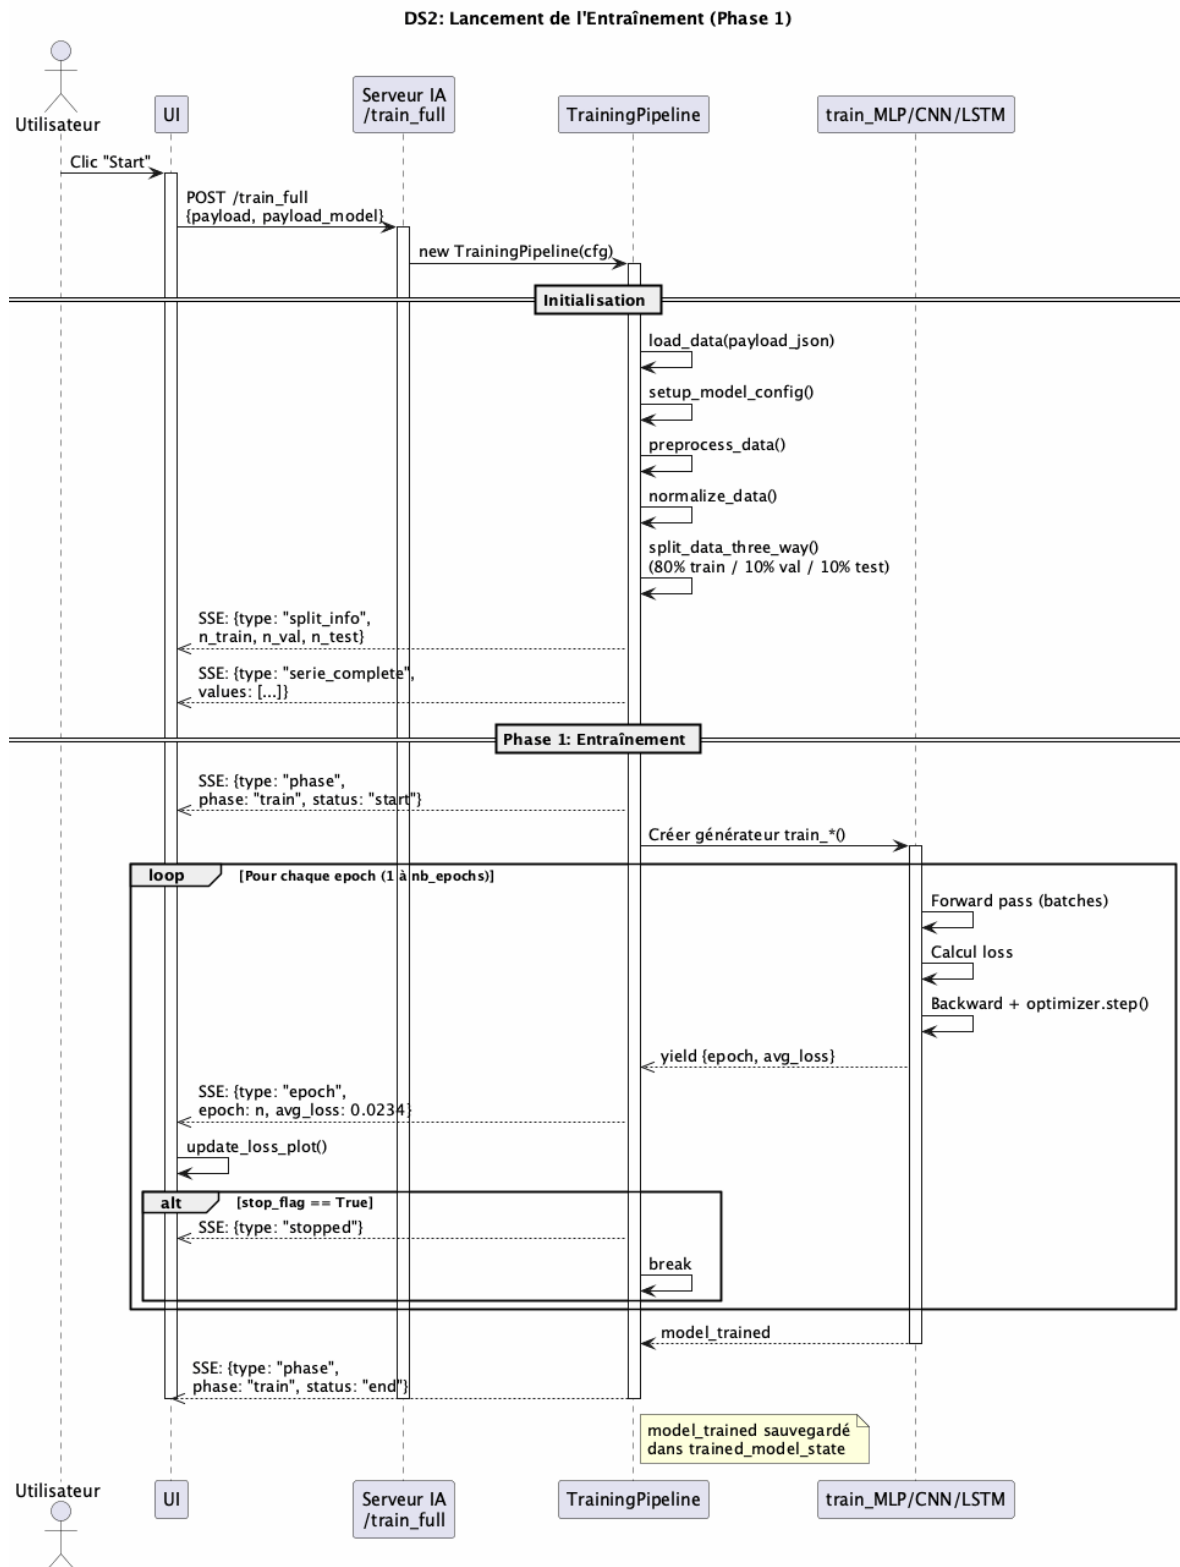 DS2: Lancement de l'Entraînement (Phase 1)
Utilisateur
UI
Serveur IA
/train_full
TrainingPipeline
train_MLP/CNN/LSTM
Clic "Start"
POST /train_full
{payload, payload_model}
new TrainingPipeline(cfg)
Initialisation
load_data(payload_json)
setup_model_config()
preprocess_data()
normalize_data()
split_data_three_way()
(80% train / 10% val / 10% test)
SSE: {type: "split_info",
n_train, n_val, n_test}
SSE: {type: "serie_complete",
values: [...]}
Phase 1: Entraînement
SSE: {type: "phase",
phase: "train", status: "start"}
Créer générateur train_*()
loop
[Pour chaque epoch (1 à nb_epochs)]
Forward pass (batches)
Calcul loss
Backward + optimizer.step()
yield {epoch, avg_loss}
SSE: {type: "epoch",
epoch: n, avg_loss: 0.0234}
update_loss_plot()
alt
[stop_flag == True]
SSE: {type: "stopped"}
break
model_trained
SSE: {type: "phase",
phase: "train", status: "end"}
model_trained sauvegardé
dans trained_model_state
Utilisateur
UI
Serveur IA
/train_full
TrainingPipeline
train_MLP/CNN/LSTM